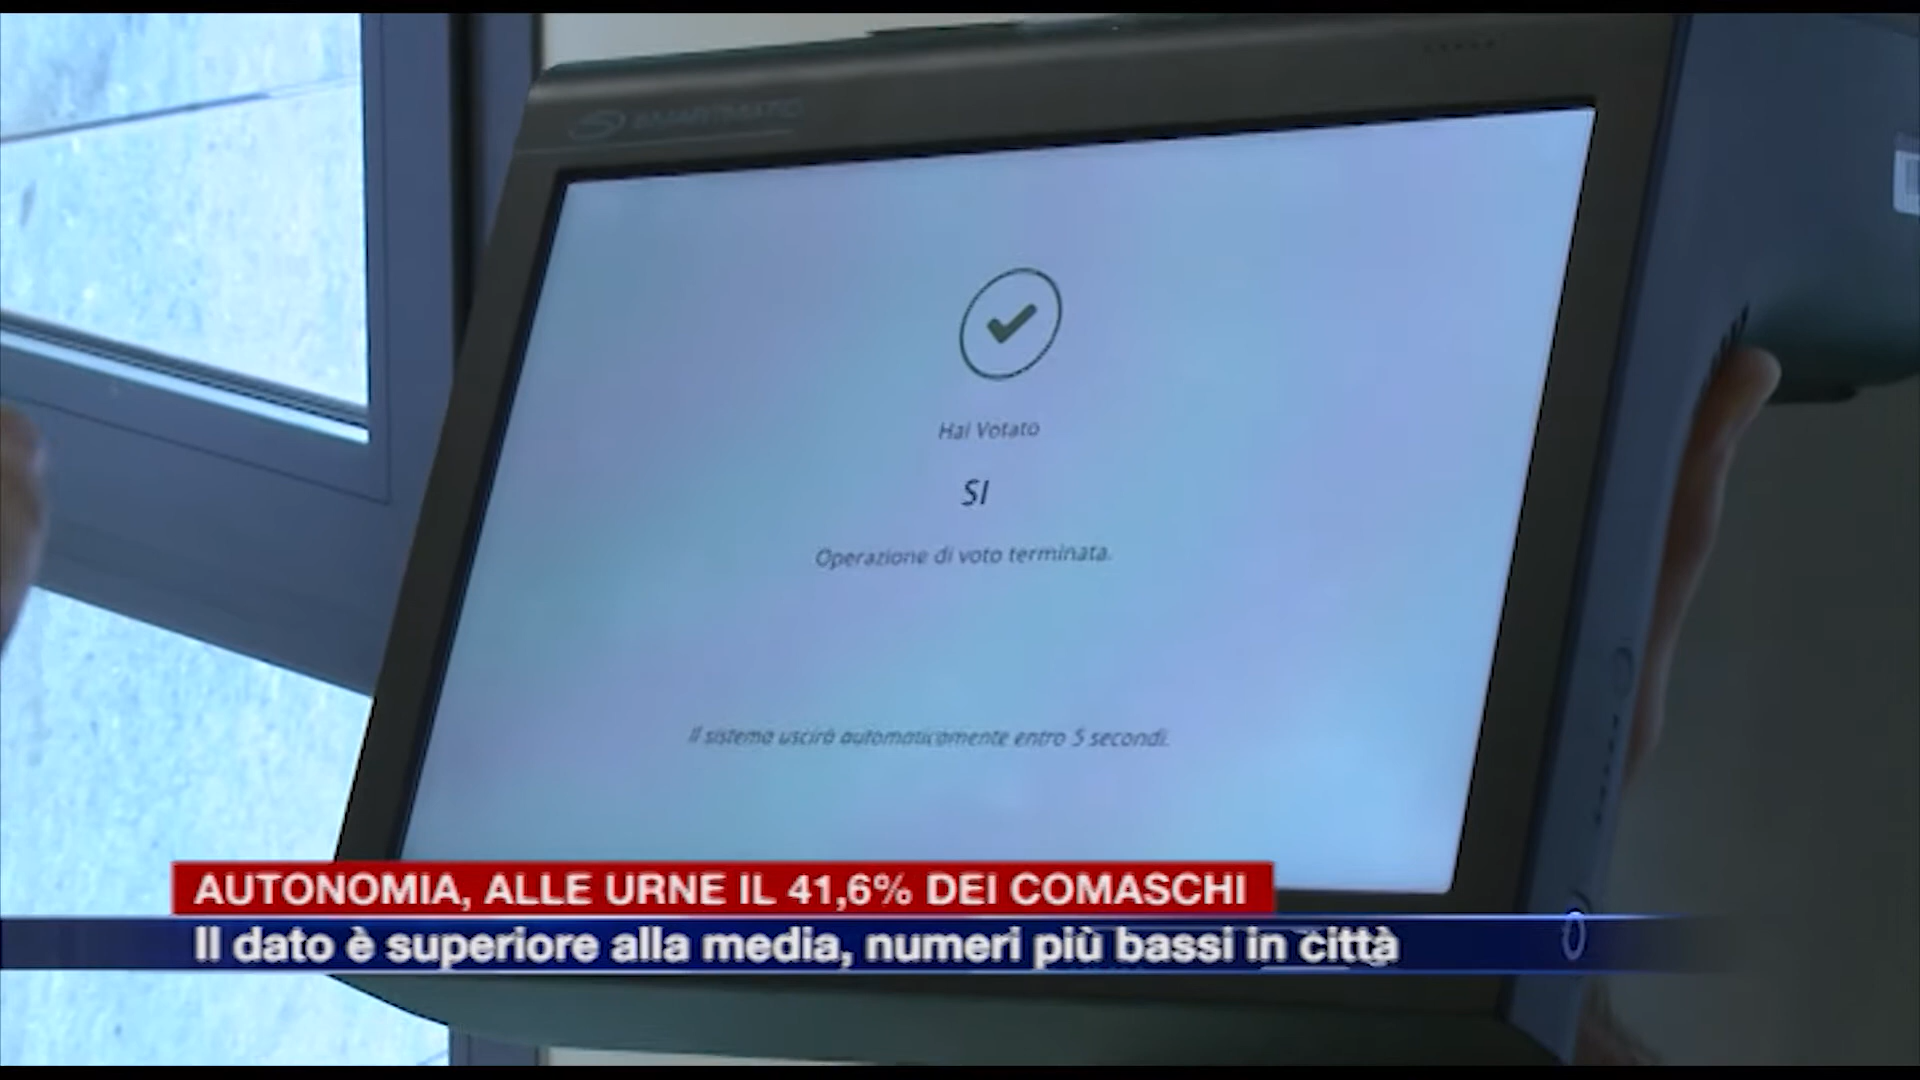 SMARTMATIC
Hai Votato
SI
Operazione di voto terminata.
Il sistema uscirà automaticamente entro 5 secondi.
AUTONOMIA, ALLE URNE IL 41,6% DEI COMASCHI
Il dato è superiore alla media, numeri più bassi in città